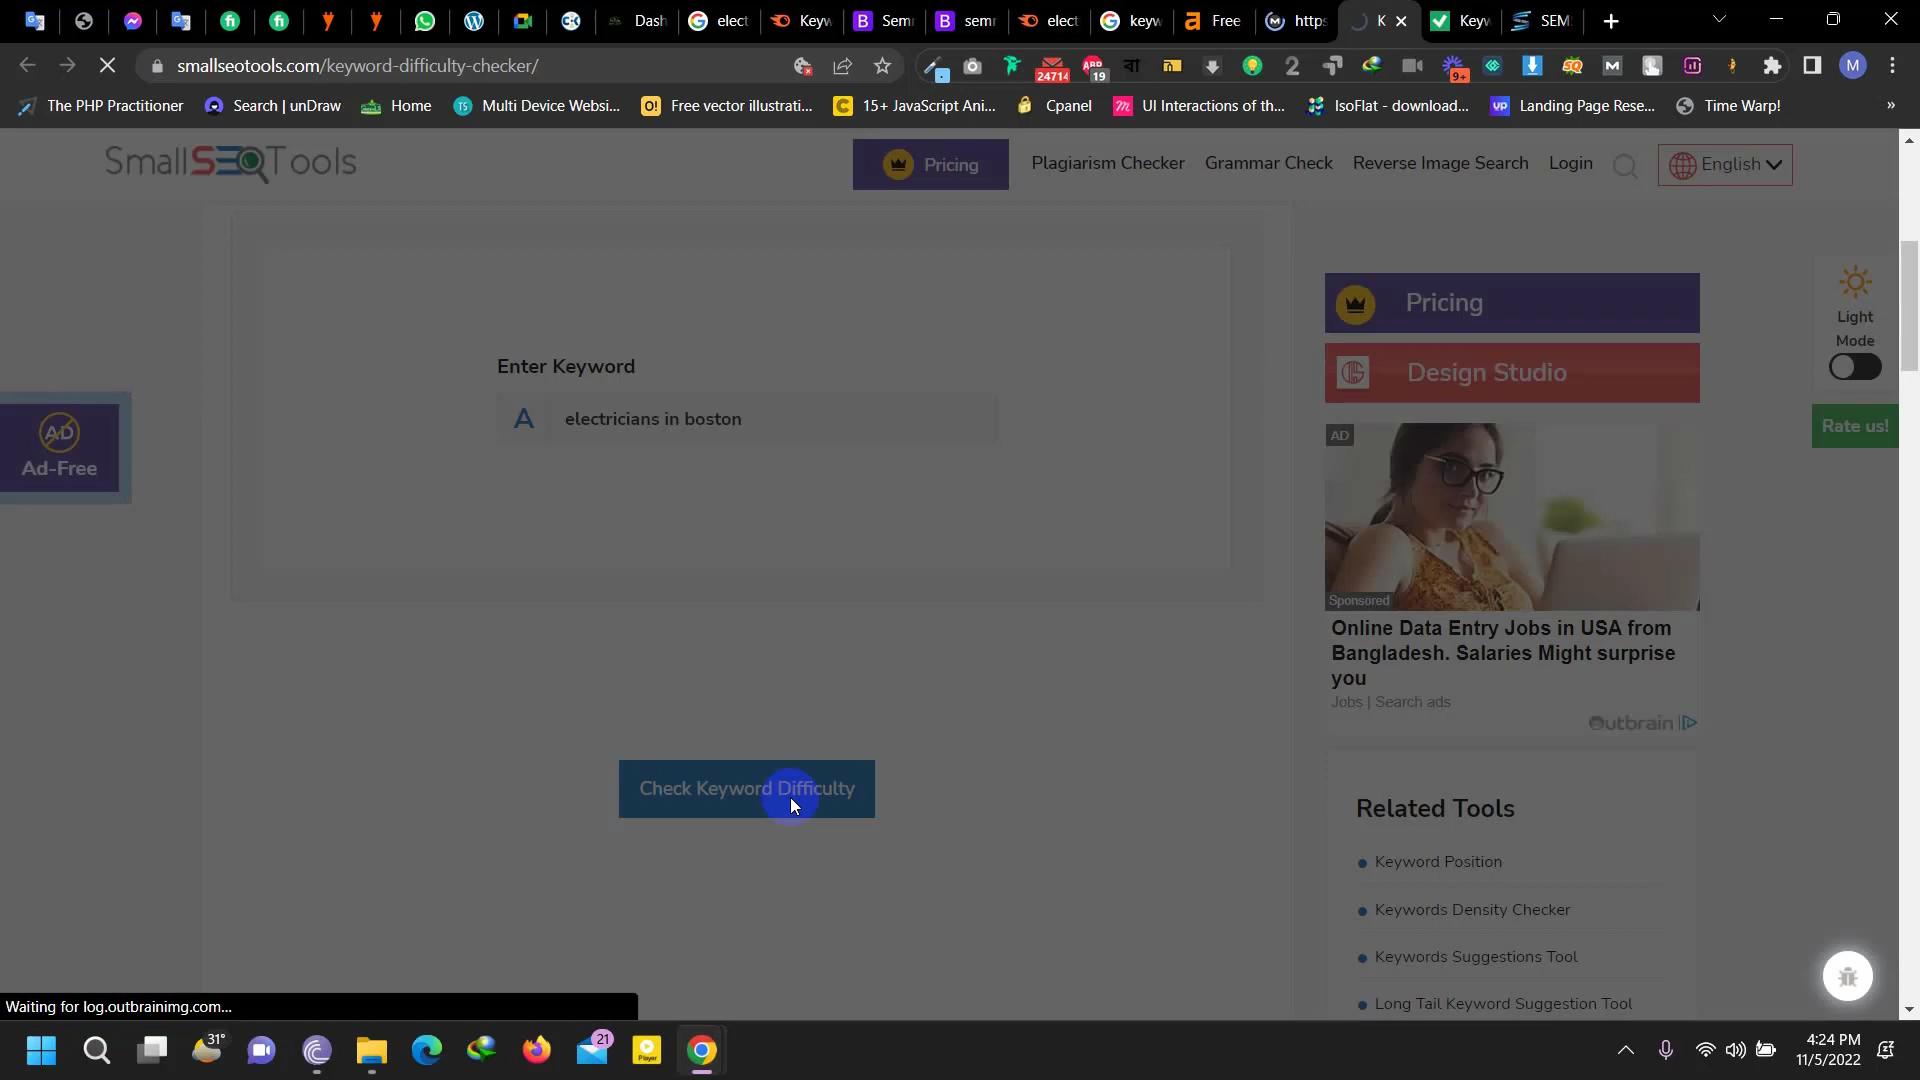 Dash
elect
Keyw
Sem
semr
elect
keyw
Free
https
K
Keyw
SEM
smallseotools.com/keyword-difficulty-checker/
24714
19
বা
2
9+
M
The PHP Practitioner
Search | unDraw
Home
Multi Device Websi...
Free vector illustrati...
15+ JavaScript Ani...
Cpanel
UI Interactions of th...
IsoFlat - download...
Landing Page Rese...
Time Warp!
»
SmallSEOTools
Pricing
Plagiarism Checker
Grammar Check
Reverse Image Search
Login
English
Enter Keyword
A electricians in boston
Check Keyword Difficulty
AD
Ad-Free
Pricing
Design Studio
AD
Sponsored
Online Data Entry Jobs in USA from
Bangladesh. Salaries Might surprise
you
Jobs | Search ads
Outbrain
Related Tools
Keyword Position
Keywords Density Checker
Keywords Suggestions Tool
Long Tail Keyword Suggestion Tool
Light
Mode
Rate us!
Waiting for log.outbrainimg.com...
31°
21
Player
4:24 PM
11/5/2022